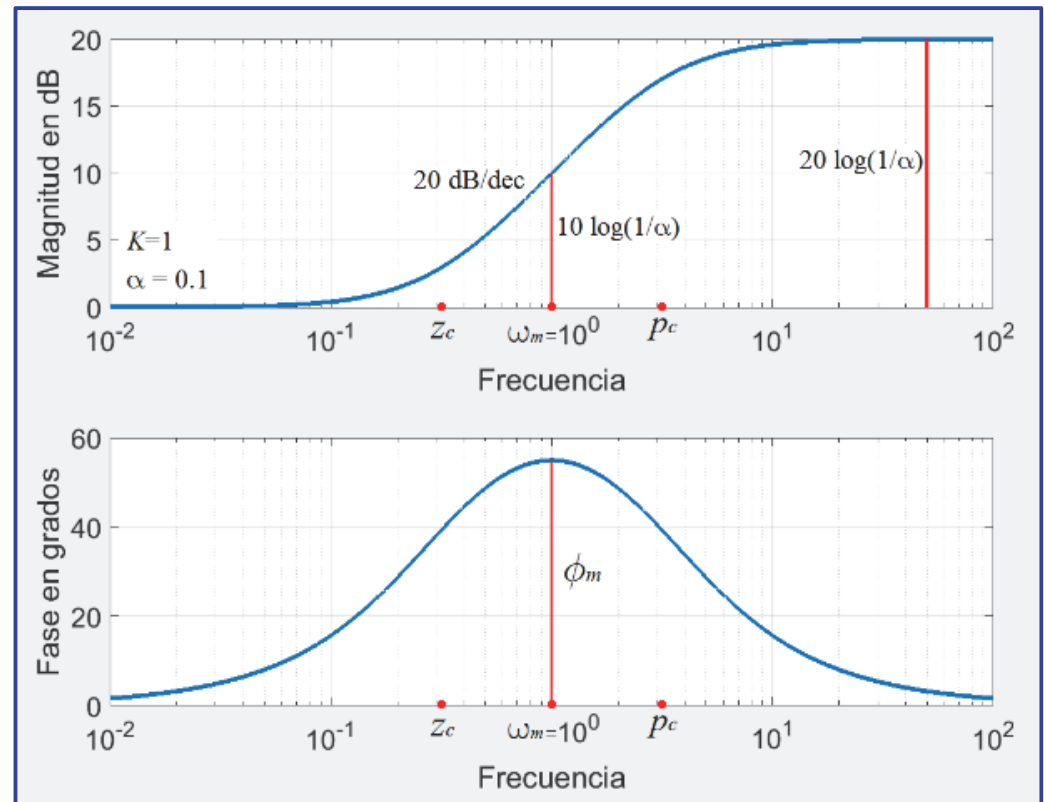 Magnitud en dB
20
15
10
5
0
20 dB/dec
20 log(1/α)
10 log(1/α)
K=1
α = 0.1
10⁻² 10⁻¹ zc ωm=10⁰ pc 10¹ 10²
Frecuencia
Fase en grados
60
40
20
0
ϕm
10⁻² 10⁻¹ zc ωm=10⁰ pc 10¹ 10²
Frecuencia